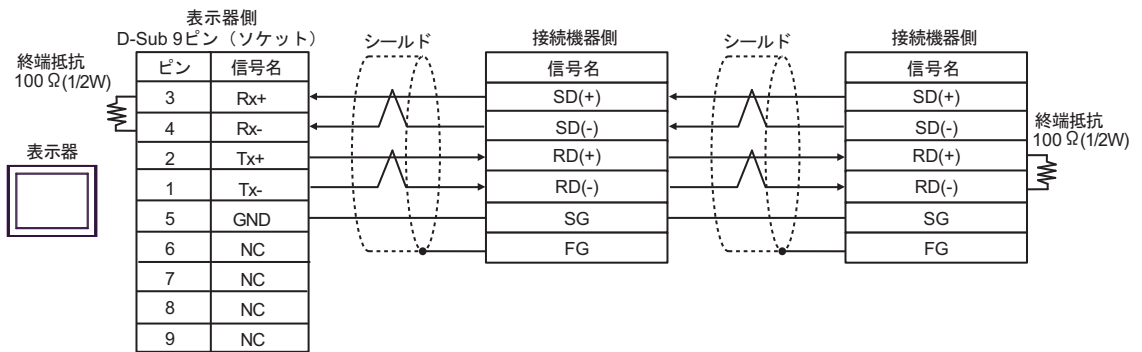 表示器側
D-Sub 9ピン（ソケット）
シールド
接続機器側
シールド
接続機器側
終端抵抗
100 Ω(1/2W)
ピン 信号名
信号名
信号名
3 Rx+
SD(+)
SD(+)
4 Rx-
SD(-)
SD(-)
終端抵抗
100 Ω(1/2W)
表示器
2 Tx+
RD(+)
RD(+)
1 Tx-
RD(-)
RD(-)
5 GND
SG
SG
6 NC
FG
FG
7 NC
8 NC
9 NC